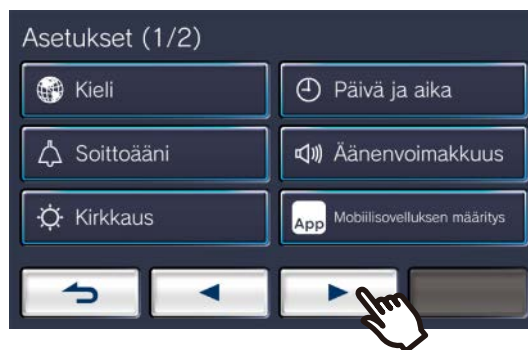 Asetukset (1/2)
Kieli
Päivä ja aika
Soittoääni
Äänenvoimakkuus
Kirkkaus
App Mobiilisovelluksen määritys